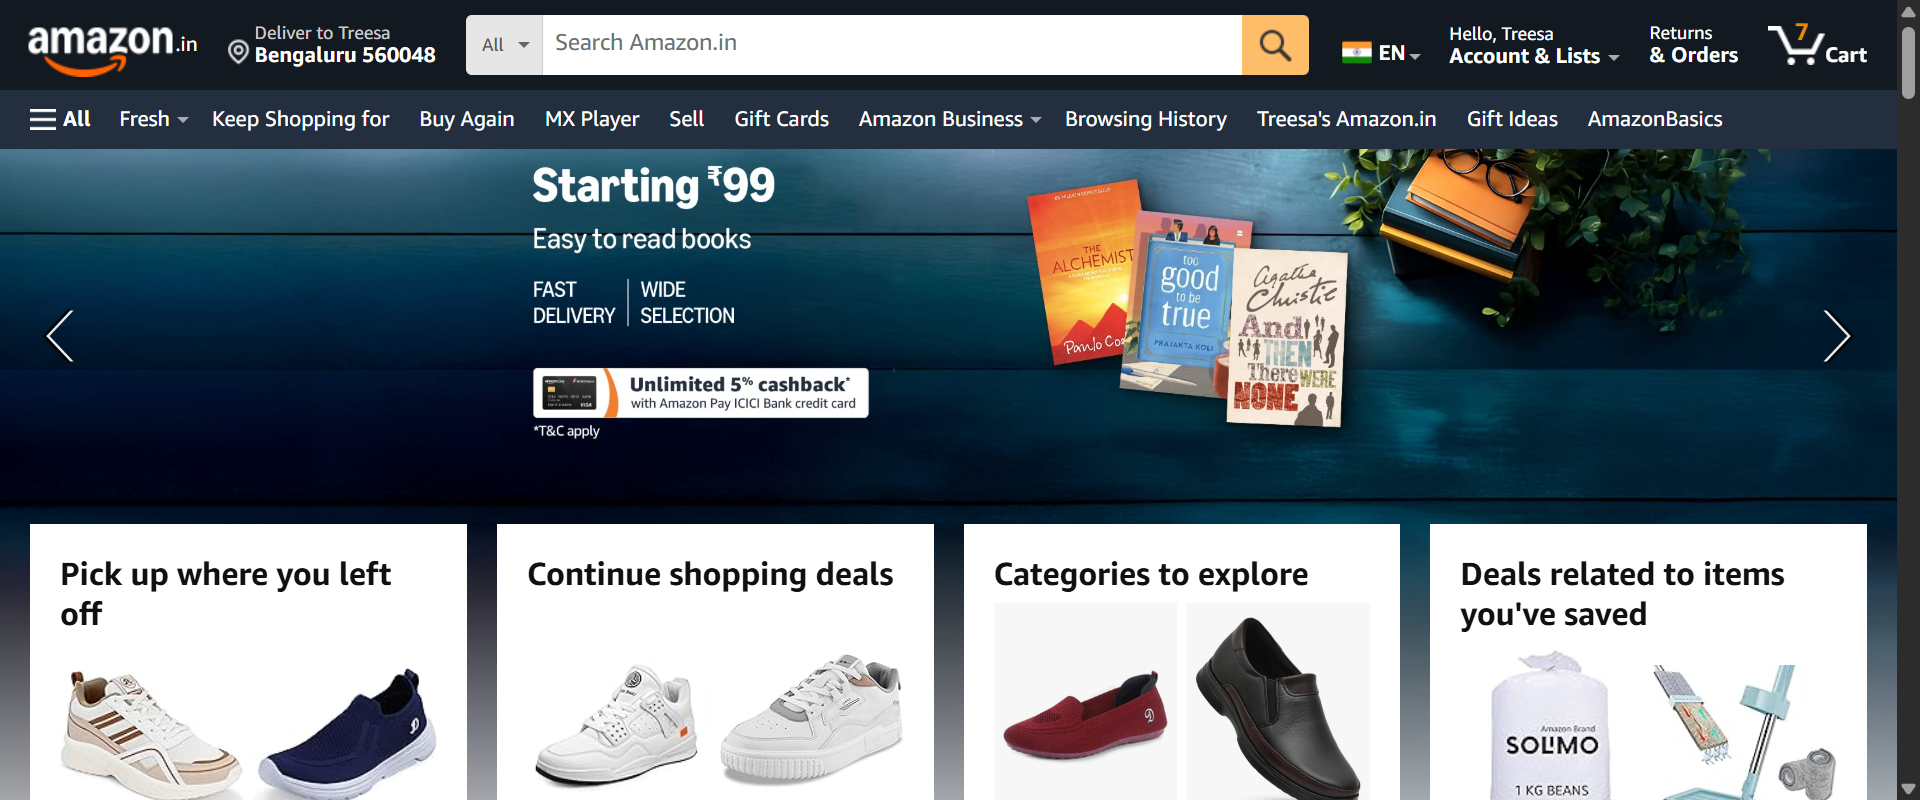 amazon.in
Deliver to Treesa
Bengaluru 560048
All
Search Amazon.in
EN
Hello, Treesa
Account & Lists
Returns
& Orders
7
Cart
All
Fresh
Keep Shopping for
Buy Again
MX Player
Sell
Gift Cards
Amazon Business
Browsing History
Treesa's Amazon.in
Gift Ideas
AmazonBasics
Starting ₹99
Easy to read books
FAST
DELIVERY
WIDE
SELECTION
Unlimited 5% cashback*
with Amazon Pay ICICI Bank credit card
*T&C apply
VISA
THE
ALCHEMIST
too
good
to be
true
PRAJAKTA KOLI
Agatha
Christie
And
THEN
There WERE
NONE
Pick up where you left
off
Continue shopping deals
Categories to explore
Deals related to items
you've saved
Amazon Brand
SOLIMO
1 KG BEANS